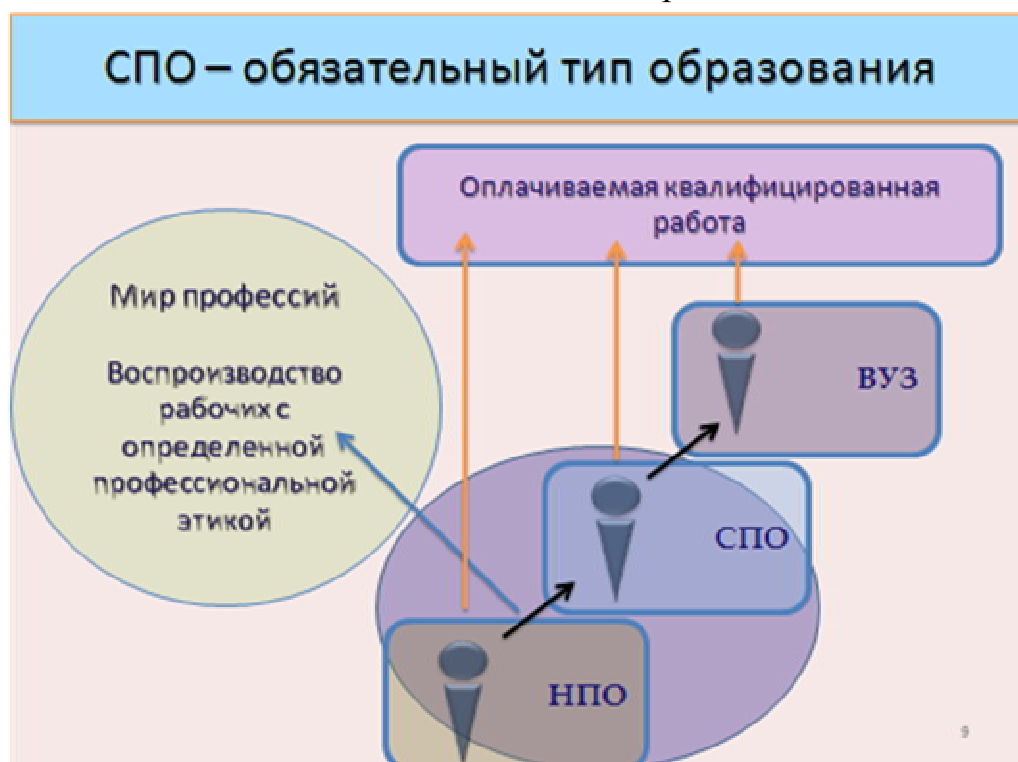 СПО – обязательный тип образования
Оплачиваемая квалифицированная
работа
Мир профессий
Воспроизводство
рабочих с
определенной
профессиональной
этикой
ВУЗ
СПО
НПО
9